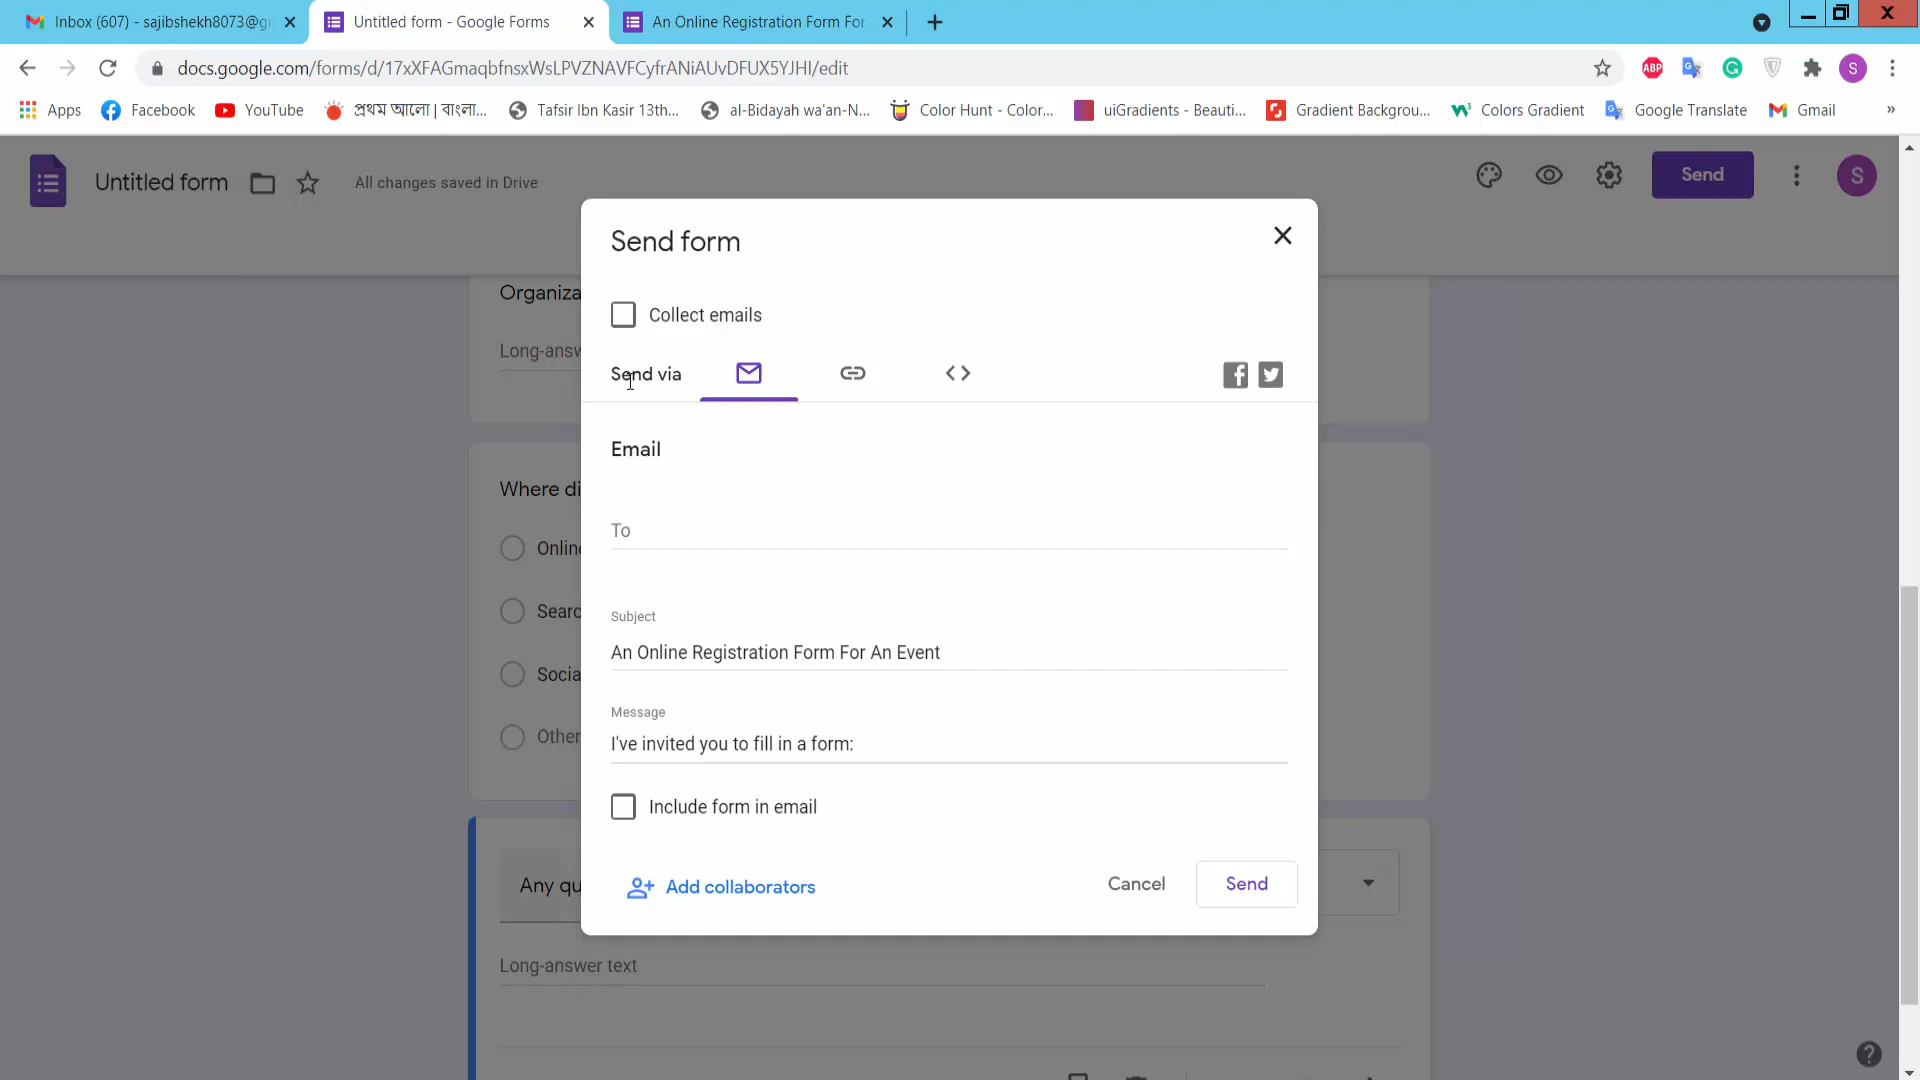 Inbox (607) - sajibshekh8073@g
Untitled form - Google Forms
An Online Registration Form For
docs.google.com/forms/d/17xXFAGmaqbfnsxWsLPVZNAVFCyfrANiAUvDFUX5YJHI/edit
ABP
G
S
Apps
Facebook
YouTube
প্রথম আলো | বাংলা...
Tafsir Ibn Kasir 13th...
al-Bidayah wa'an-N...
Color Hunt - Color...
uiGradients - Beauti...
Gradient Backgrou...
Colors Gradient
Google Translate
Gmail
»
Untitled form
All changes saved in Drive
Send
S
Send form
Collect emails
Send via
Email
To
Subject
An Online Registration Form For An Event
Message
I've invited you to fill in a form:
Include form in email
Add collaborators
Cancel
Send
Organiza
Long-answ
Where di
Online
Searc
Socia
Other
Any qu
Long-answer text